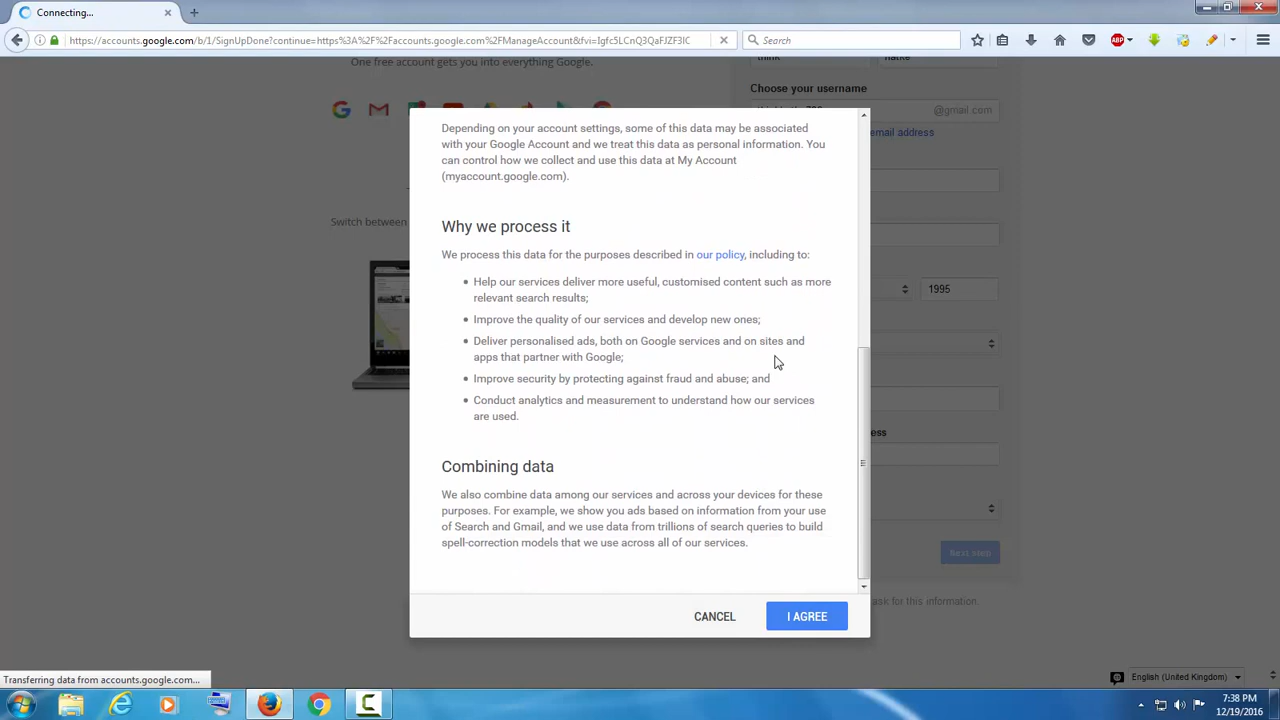 Connecting...
https://accounts.google.com/b/1/SignUpDone?continue=https%3A%2F%2Faccounts.google.com%2FManageAccount&fvi=Igfc5LCnQ3QaFJZF3IC
Search
ABP
One free account gets you into everything Google.
think
hatke
Choose your username
@gmail.com
email address
Depending on your account settings, some of this data may be associated
with your Google Account and we treat this data as personal information. You
can control how we collect and use this data at My Account
(myaccount.google.com).
Switch between
Why we process it
We process this data for the purposes described in our policy, including to:
Help our services deliver more useful, customised content such as more
relevant search results;
1995
Improve the quality of our services and develop new ones;
Deliver personalised ads, both on Google services and on sites and
apps that partner with Google;
Improve security by protecting against fraud and abuse; and
Conduct analytics and measurement to understand how our services
are used.
Combining data
We also combine data among our services and across your devices for these
purposes. For example, we show you ads based on information from your use
of Search and Gmail, and we use data from trillions of search queries to build
spell-correction models that we use across all of our services.
Next step
ask for this information.
CANCEL
I AGREE
Transferring data from accounts.google.com...
English (United Kingdom)
7:38 PM
12/19/2016